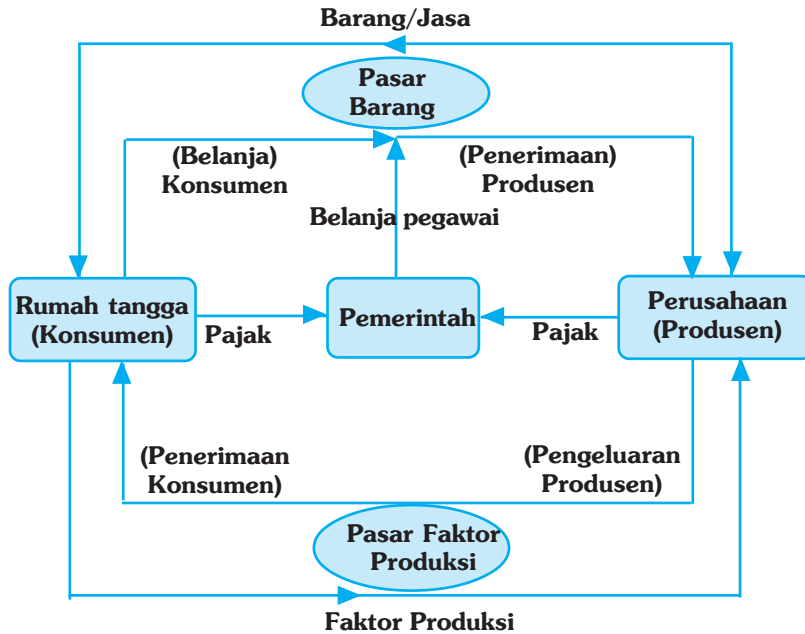 Barang/Jasa
Pasar
Barang
(Belanja)
Konsumen
(Penerimaan)
Produsen
Belanja pegawai
Rumah tangga
(Konsumen)
Pajak
Pemerintah
Pajak
Perusahaan
(Produsen)
(Penerimaan
Konsumen)
(Pengeluaran
Produsen)
Pasar Faktor
Produksi
Faktor Produksi